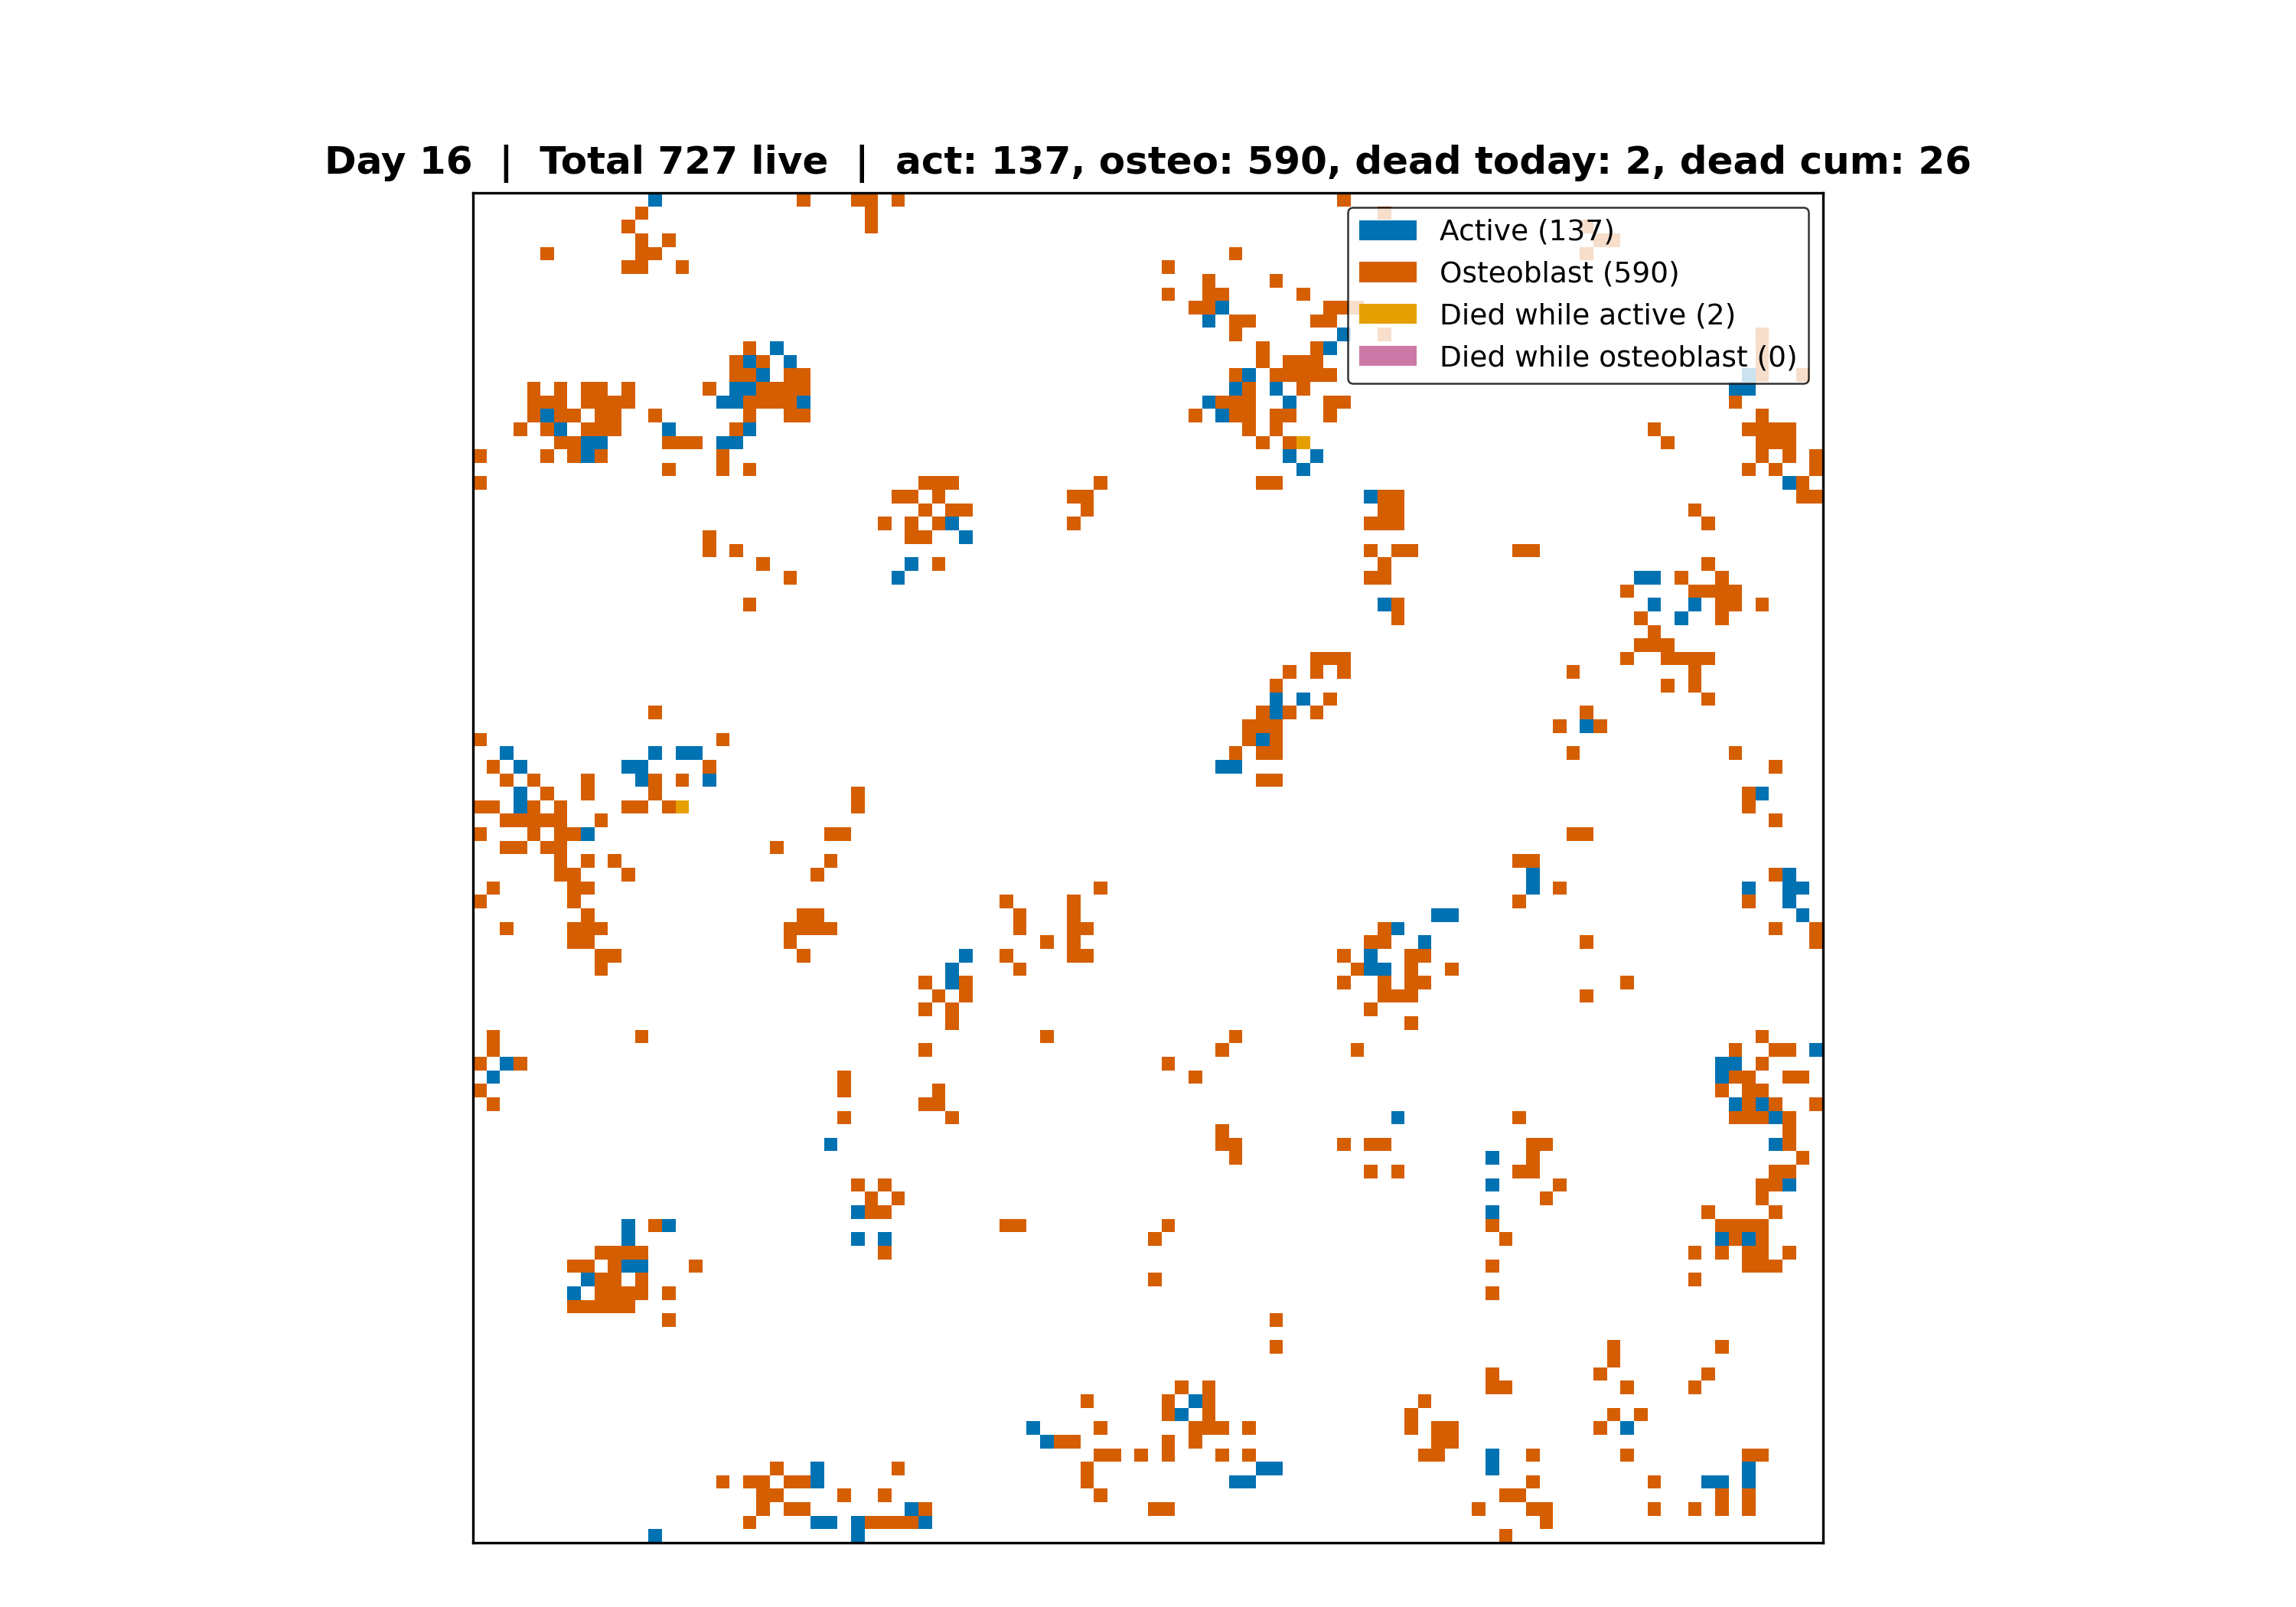 Day 16 | Total 727 live | act: 137, osteo: 590, dead today: 2, dead cum: 26
Active (137)
Osteoblast (590)
Died while active (2)
Died while osteoblast (0)